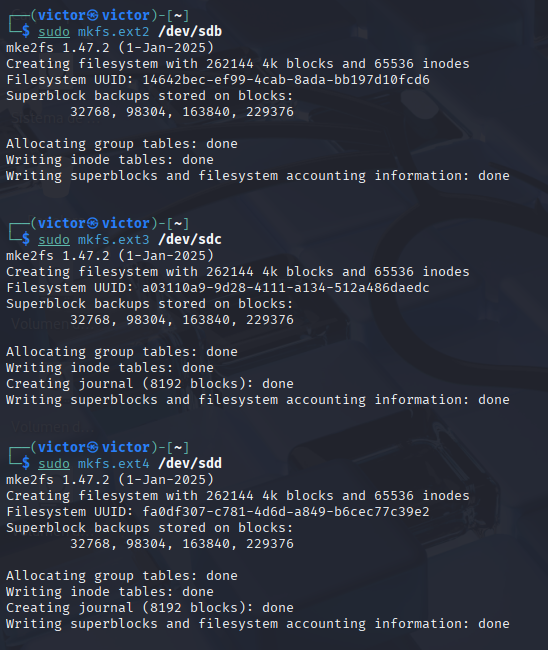 ┌──(victor㉿victor)-[~]
└─$ sudo mkfs.ext2 /dev/sdb
mke2fs 1.47.2 (1-Jan-2025)
Creating filesystem with 262144 4k blocks and 65536 inodes
Filesystem UUID: 14642bec-ef99-4cab-8ada-bb197d10fcd6
Superblock backups stored on blocks:
        32768, 98304, 163840, 229376

Allocating group tables: done
Writing inode tables: done
Writing superblocks and filesystem accounting information: done

┌──(victor㉿victor)-[~]
└─$ sudo mkfs.ext3 /dev/sdc
mke2fs 1.47.2 (1-Jan-2025)
Creating filesystem with 262144 4k blocks and 65536 inodes
Filesystem UUID: a03110a9-9d28-4111-a134-512a486daedc
Superblock backups stored on blocks:
        32768, 98304, 163840, 229376

Allocating group tables: done
Writing inode tables: done
Creating journal (8192 blocks): done
Writing superblocks and filesystem accounting information: done

┌──(victor㉿victor)-[~]
└─$ sudo mkfs.ext4 /dev/sdd
mke2fs 1.47.2 (1-Jan-2025)
Creating filesystem with 262144 4k blocks and 65536 inodes
Filesystem UUID: fa0df307-c781-4d6d-a849-b6cec77c39e2
Superblock backups stored on blocks:
        32768, 98304, 163840, 229376

Allocating group tables: done
Writing inode tables: done
Creating journal (8192 blocks): done
Writing superblocks and filesystem accounting information: done